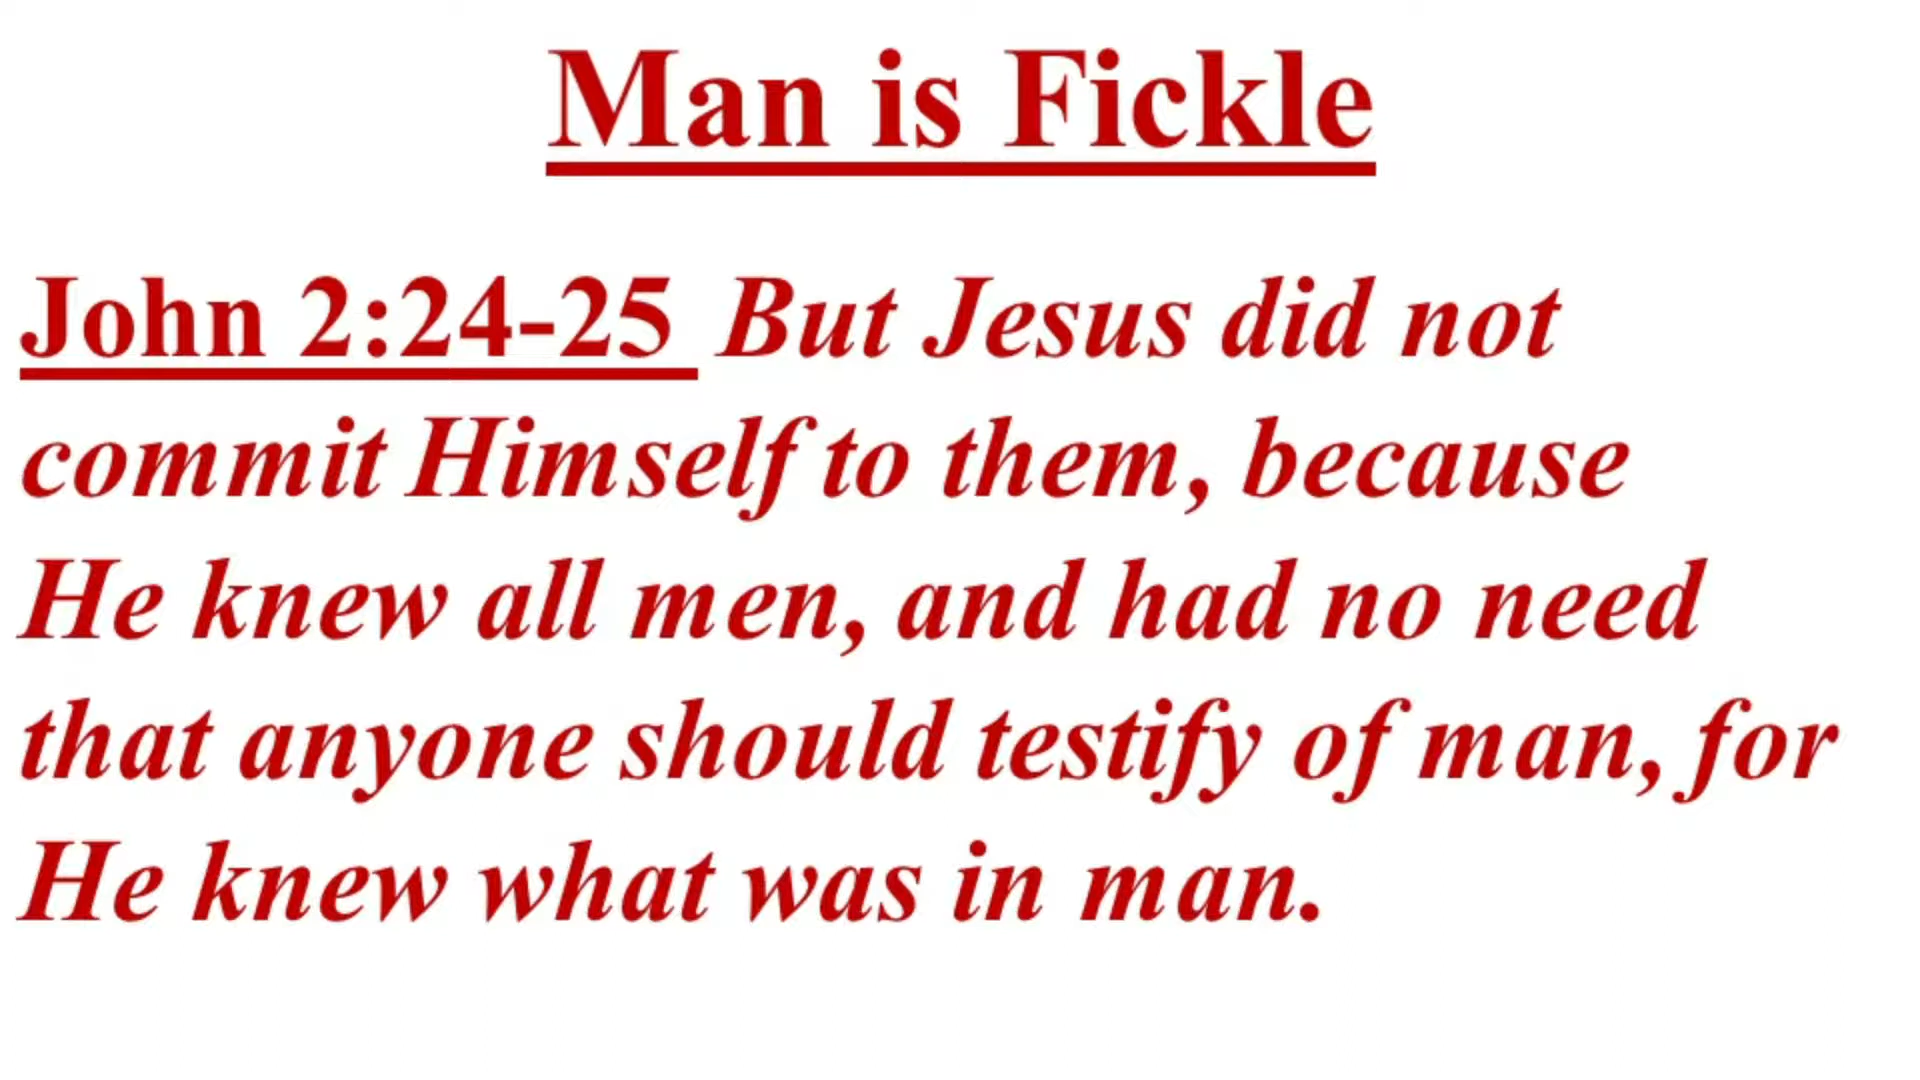 Man is Fickle
John 2:24-25 But Jesus did not
commit Himself to them, because
He knew all men, and had no need
that anyone should testify of man, for
He knew what was in man.